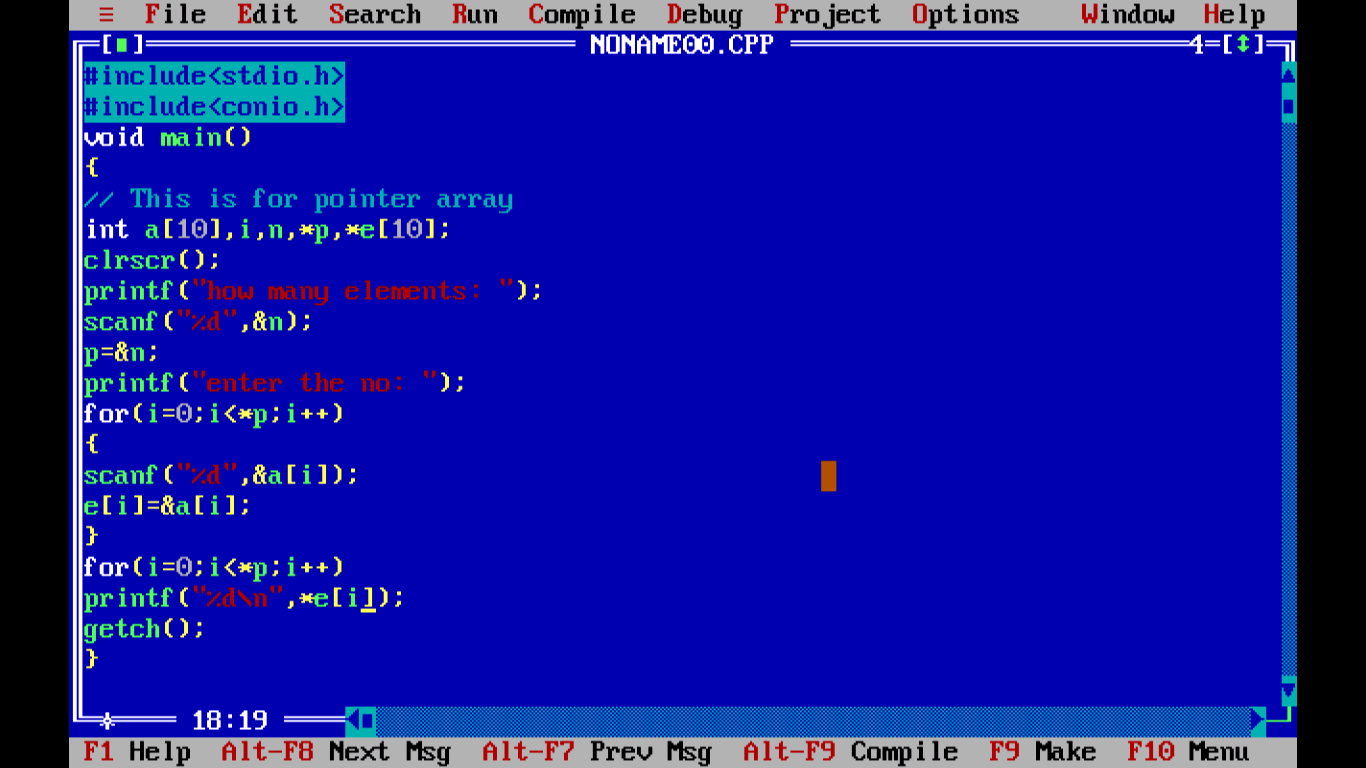 ≡ File Edit Search Run Compile Debug Project Options Window Help
[■] NONAME00.CPP 4=[↕]
#include<stdio.h>
#include<conio.h>
void main()
{
// This is for pointer array
int a[10],i,n,*p,*e[10];
clrscr();
printf("how many elements: ");
scanf("%d",&n);
p=&n;
printf("enter the no: ");
for(i=0;i<*p;i++)
{
scanf("%d",&a[i]);
e[i]=&a[i];
}
for(i=0;i<*p;i++)
printf("%d\n",*e[i]);
getch();
}
18:19
F1 Help Alt-F8 Next Msg Alt-F7 Prev Msg Alt-F9 Compile F9 Make F10 Menu